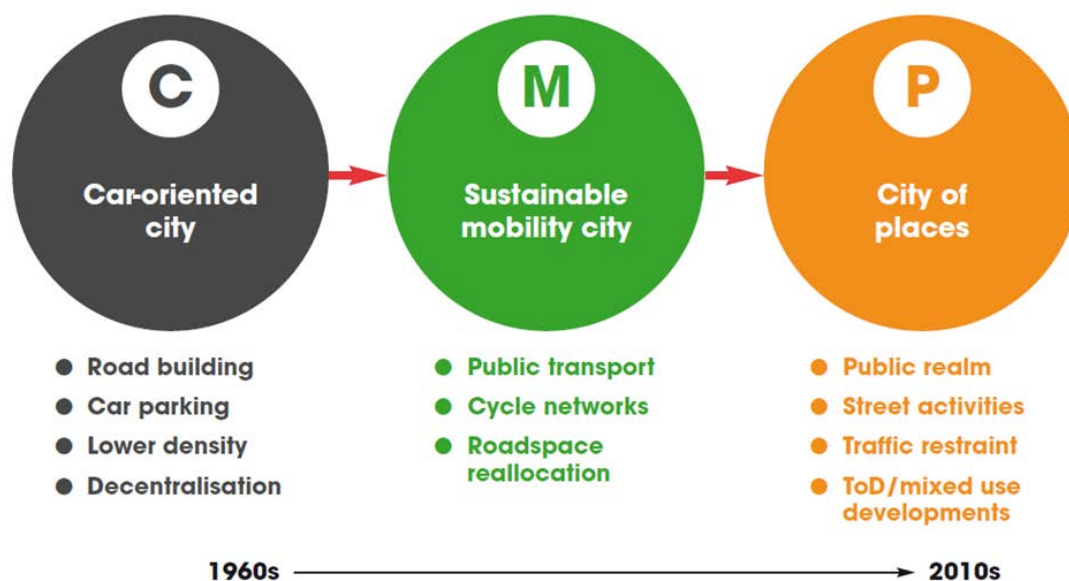 C
Car-oriented
city
M
Sustainable
mobility city
P
City of
places
● Road building
● Car parking
● Lower density
● Decentralisation
● Public transport
● Cycle networks
● Roadspace
reallocation
● Public realm
● Street activities
● Traffic restraint
● ToD/mixed use
developments
1960s
2010s